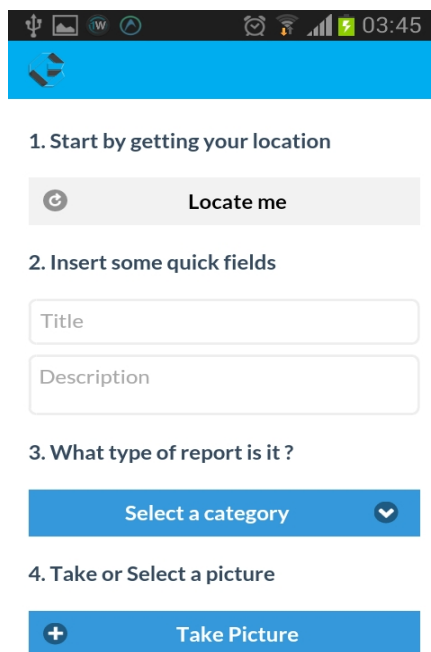 iW 03:45
1. Start by getting your location
Locate me
2. Insert some quick fields
Title
Description
3. What type of report is it ?
Select a category
4. Take or Select a picture
Take Picture